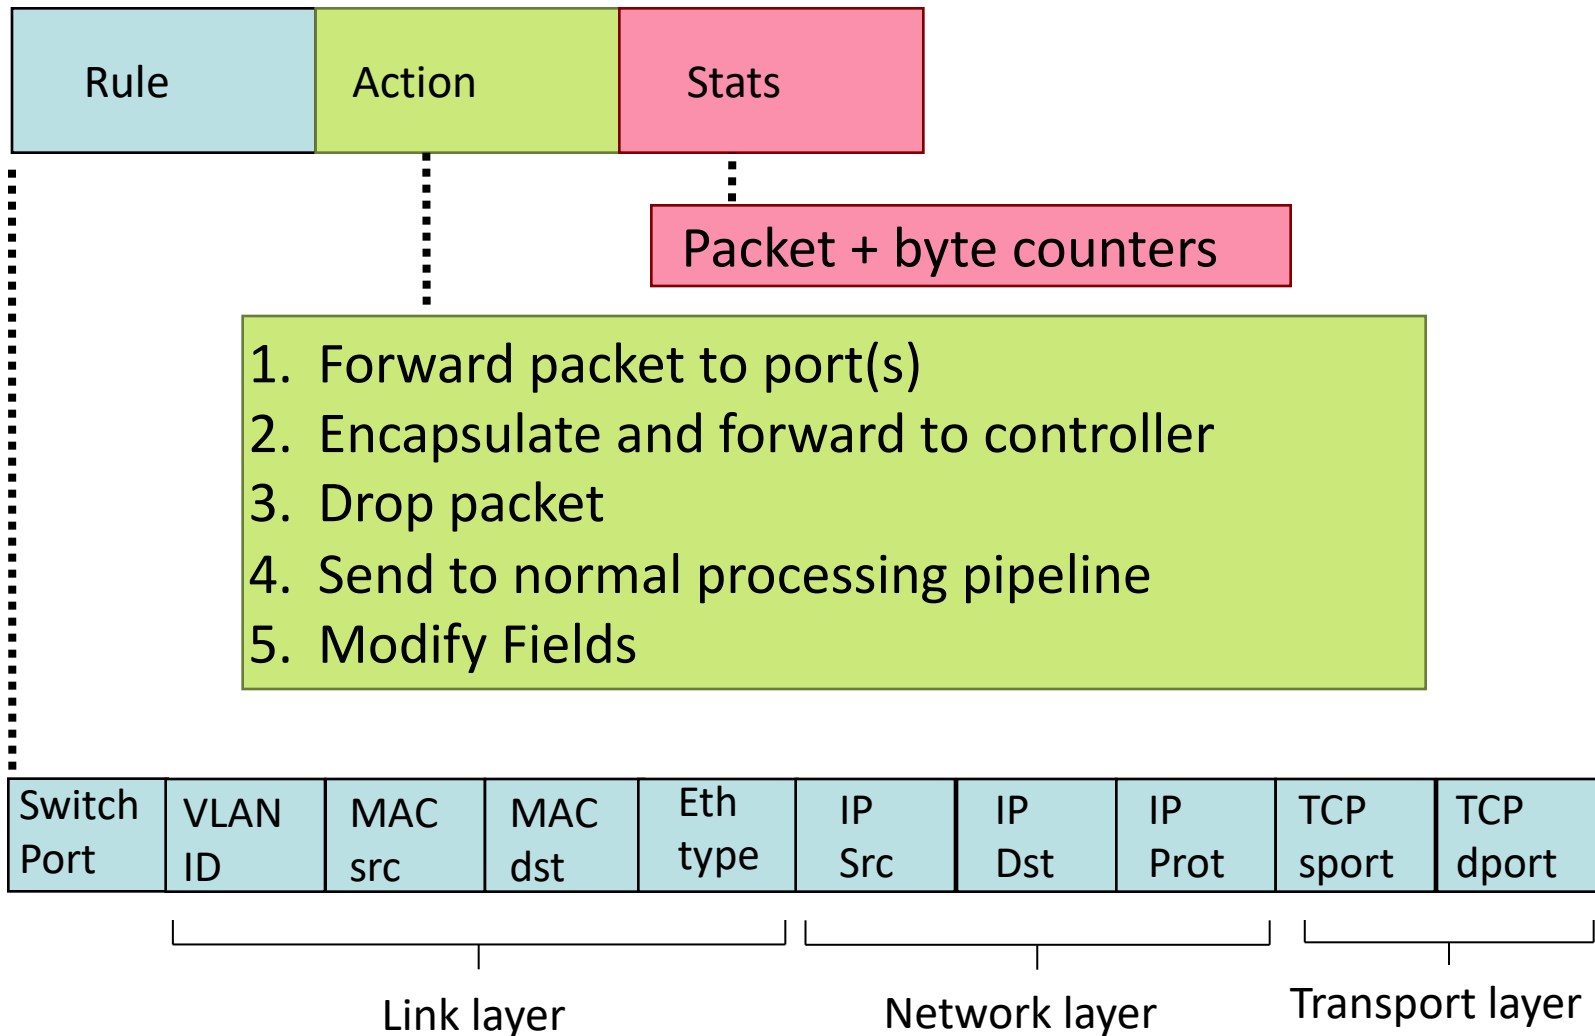 Rule
Action
Stats
Packet + byte counters
1. Forward packet to port(s)
2. Encapsulate and forward to controller
3. Drop packet
4. Send to normal processing pipeline
5. Modify Fields
Switch
Port
VLAN
ID
MAC
src
MAC
dst
Eth
type
IP
Src
IP
Dst
IP
Prot
TCP
sport
TCP
dport
Link layer
Network layer
Transport layer